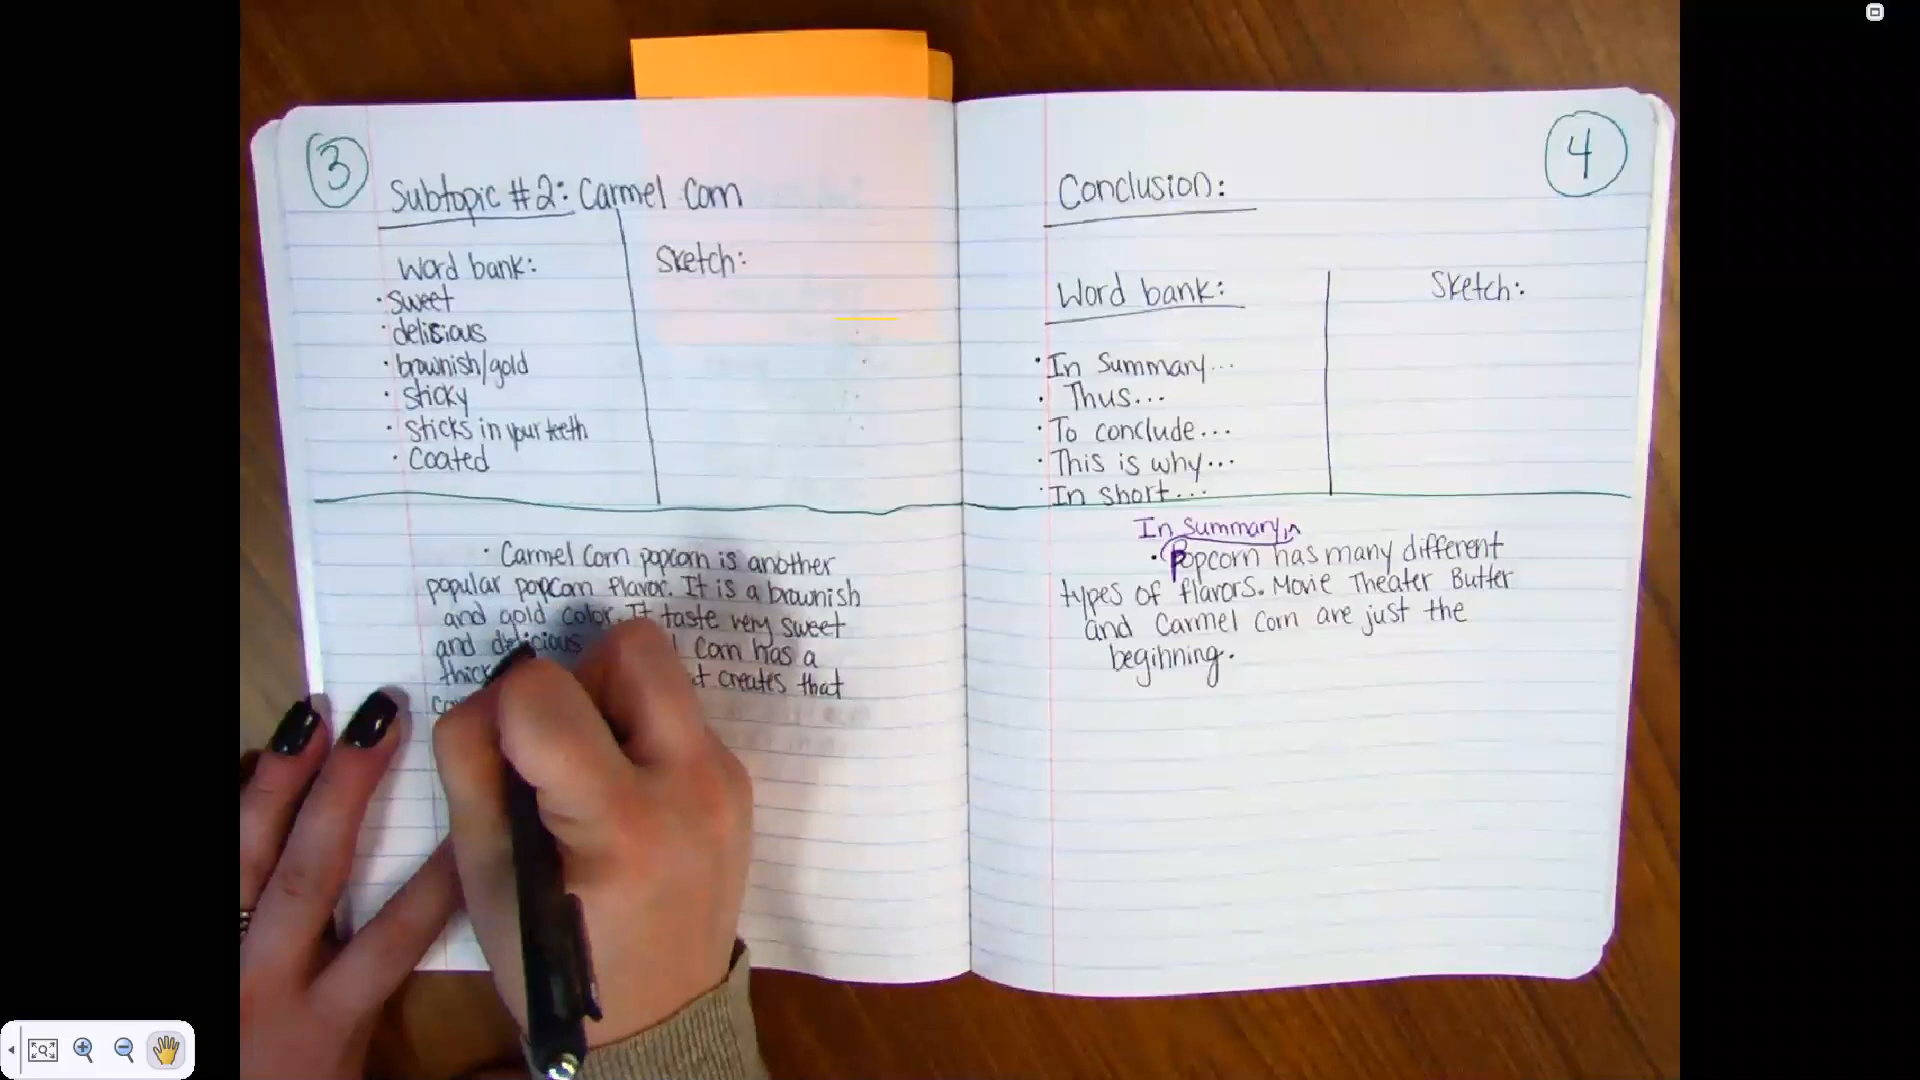 3
Subtopic #2: Carmel Corn
Word bank:
• sweet
• delisious
• brownish/gold
• sticky
• sticks in your teeth
• Coated
Sketch:
• Carmel Corn popcorn is another
popular popcorn flavor. It is a brownish
and gold color. It taste very sweet
and delicious Corn has a
thick creates that
4
Conclusion:
Word bank:
• In Summary...
• Thus...
• To conclude...
• This is why...
• In short...
Sketch:
In Summary,
• Popcorn has many different
types of flavors. Movie Theater Butter
and Carmel Corn are just the
beginning.